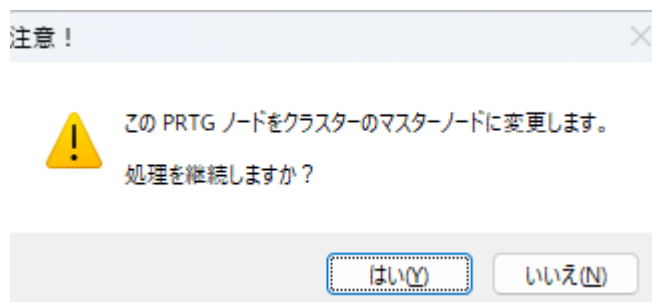 注意！
この PRTG ノードをクラスターのマスターノードに変更します。
処理を継続しますか？
はい(Y)
いいえ(N)